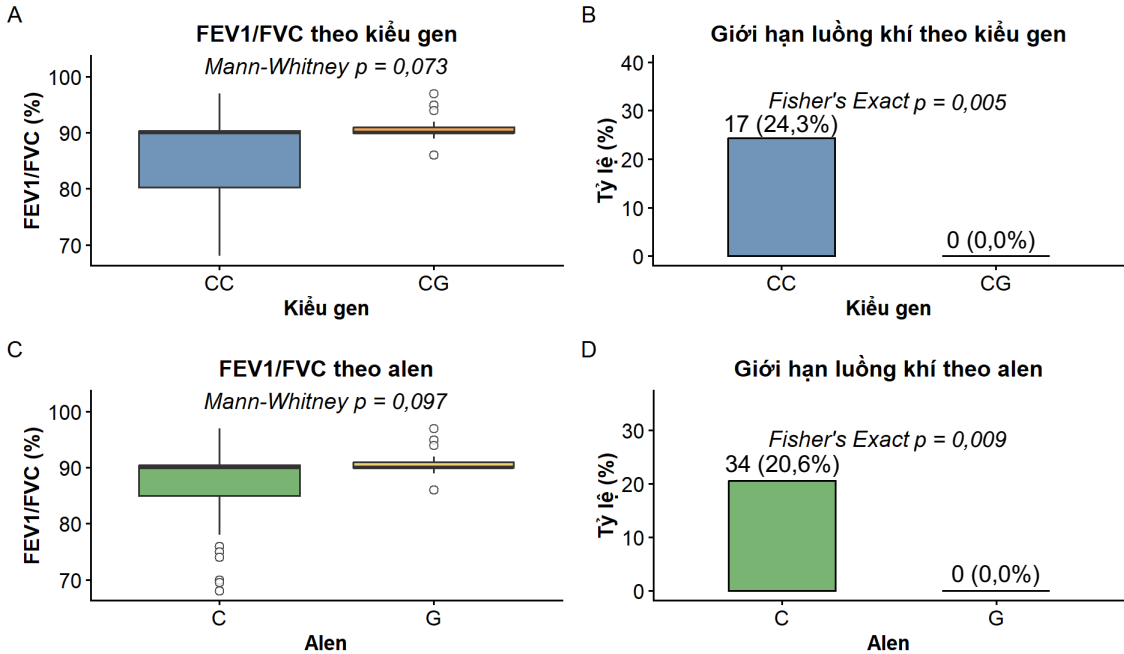 A
FEV1/FVC theo kiểu gen
Mann-Whitney p = 0,073
FEV1/FVC (%)
100
90
80
70
CC
CG
Kiểu gen
B
Giới hạn luồng khí theo kiểu gen
Fisher's Exact p = 0,005
17 (24,3%)
0 (0,0%)
Tỷ lệ (%)
40
30
20
10
0
CC
CG
Kiểu gen
C
FEV1/FVC theo alen
Mann-Whitney p = 0,097
FEV1/FVC (%)
100
90
80
70
C
G
Alen
D
Giới hạn luồng khí theo alen
Fisher's Exact p = 0,009
34 (20,6%)
0 (0,0%)
Tỷ lệ (%)
30
20
10
0
C
G
Alen